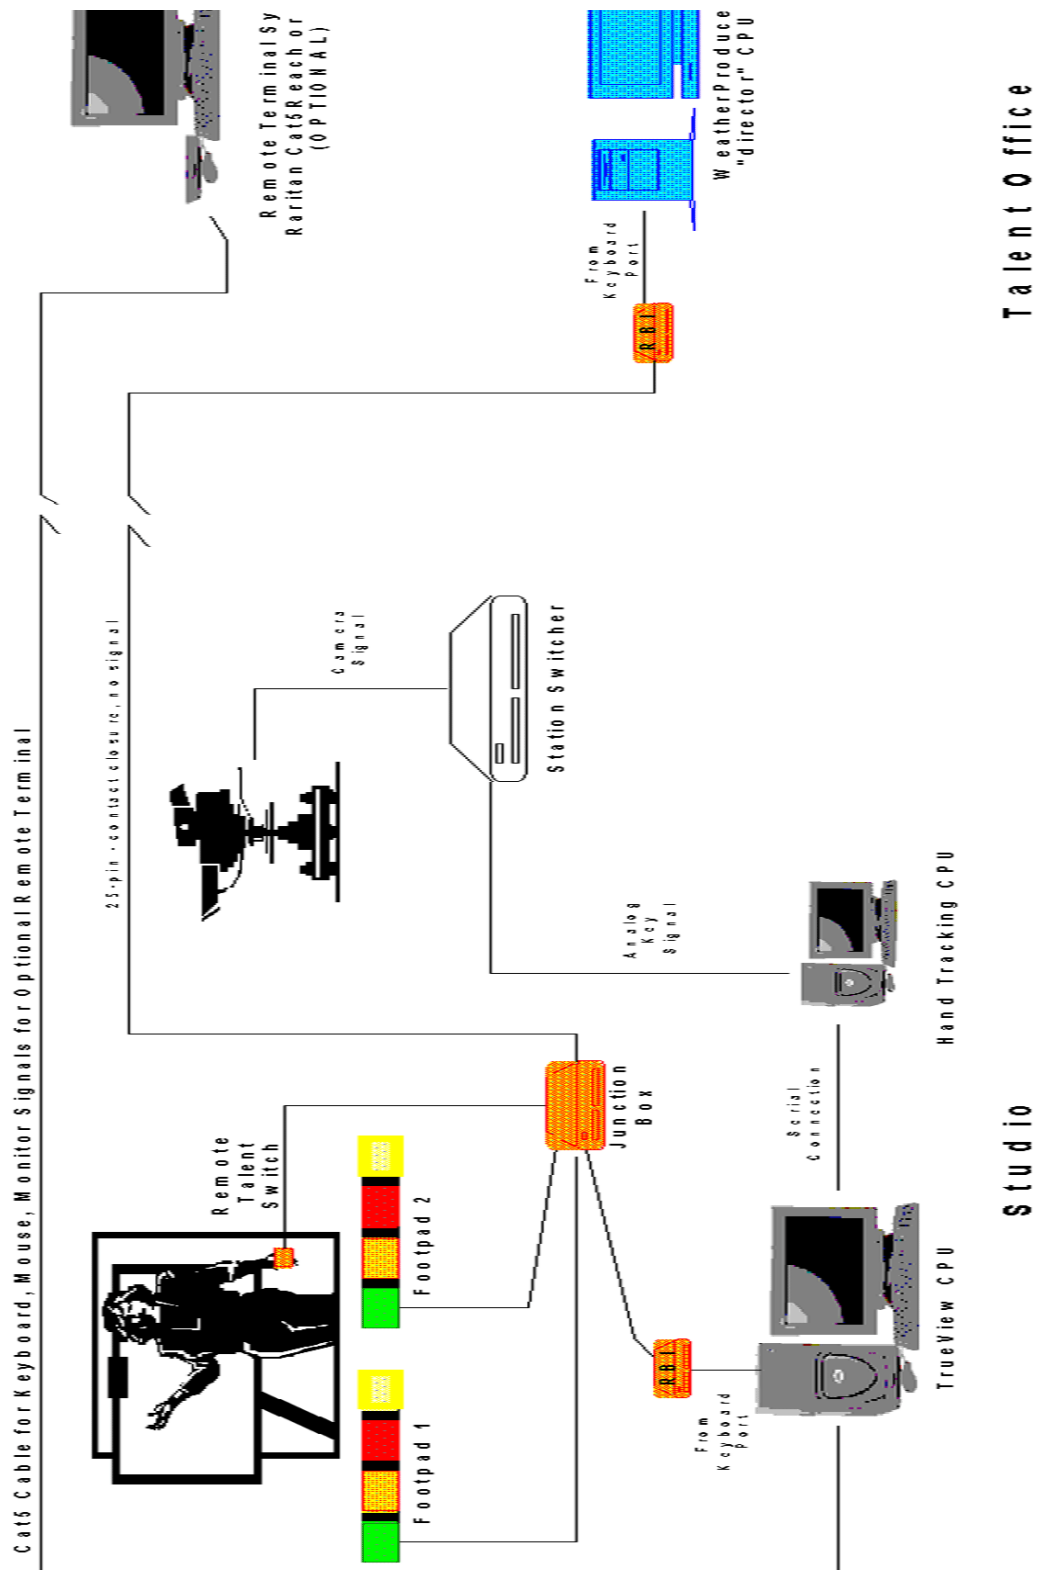 Cat5 Cable for Keyboard, Mouse, Monitor Signals for Optional Remote Terminal
25-pin - contact closure, no signal
Remote Terminal Sy
Raritan Cat5Reach or
(OPTIONAL)
WeatherProduce
"director" CPU
From
Keyboard
Port
RBI
Talent Office
Camera
Signal
Station Switcher
Analog
Key
Signal
Hand Tracking CPU
Serial
Connection
Remote
Talent
Switch
Junction
Box
Footpad 2
Footpad 1
RBI
From
Keyboard
Port
TrueView CPU
Studio